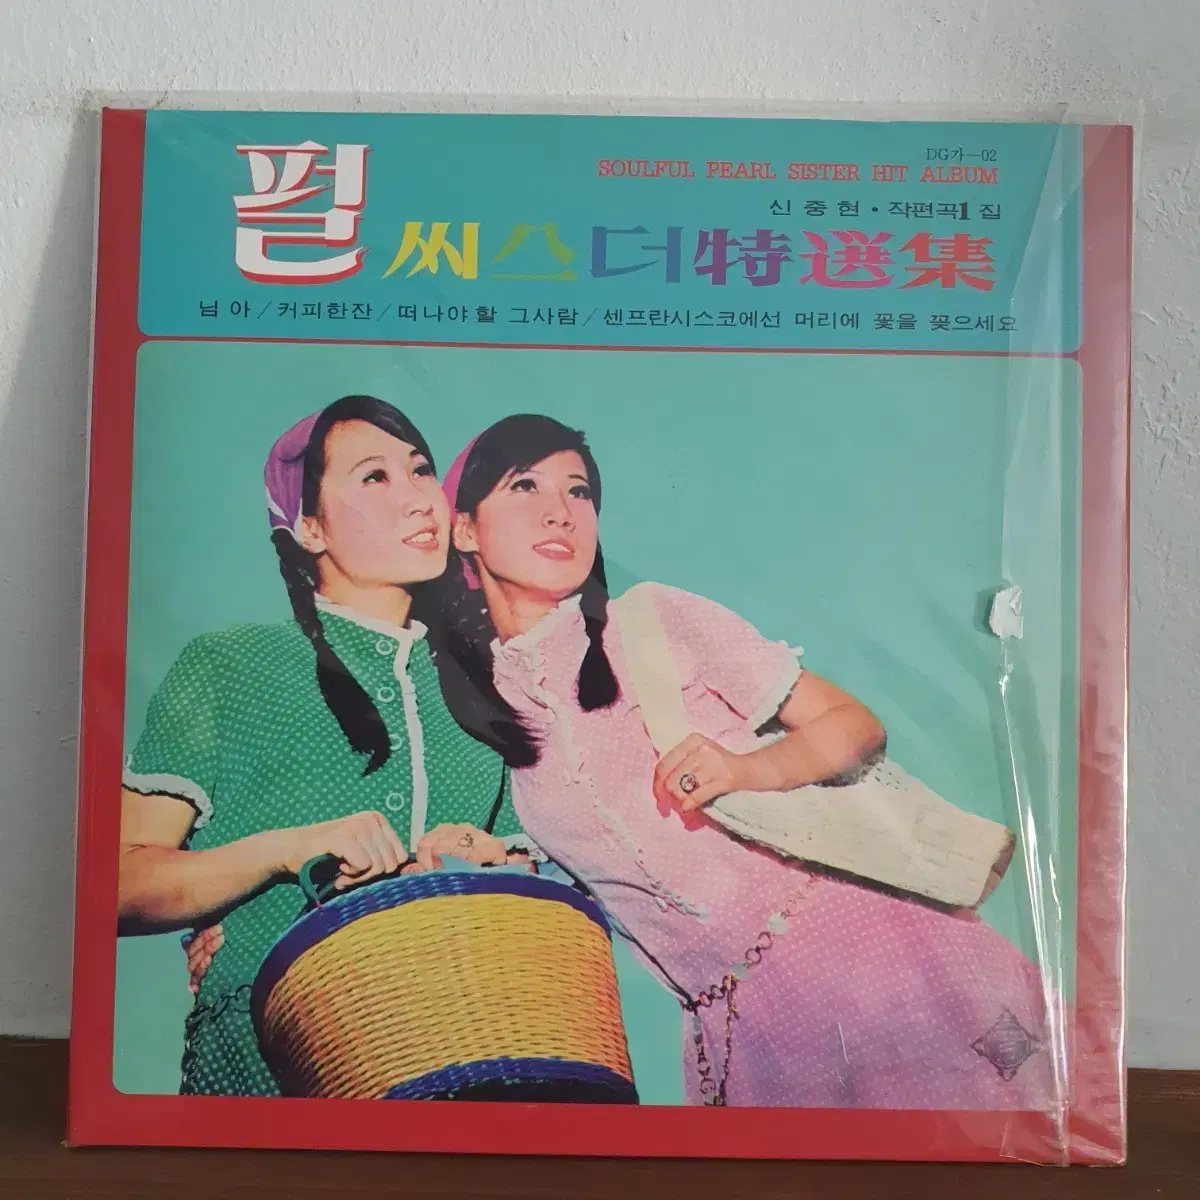 DG가—02
SOULFUL PEARL SISTER HIT ALBUM
신중현・작편곡1집
펄씨스더特選集
님아/커피한잔/떠나야할 그사람/센프란시스코에선 머리에 꽃을 꽂으세요